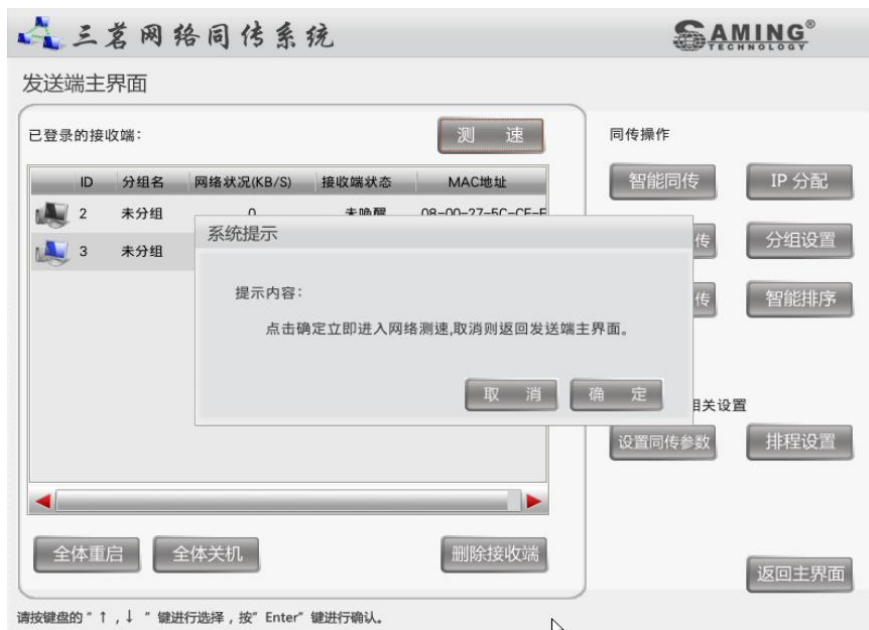 三茗网络同传系统
SAMING®
TECHNOLOGY
发送端主界面
已登录的接收端:
测 速
ID 分组名 网络状况(KB/S) 接收端状态 MAC地址
2 未分组 0 未唤醒 08-00-27-5C-CF-F
3 未分组
系统提示
提示内容:
点击确定立即进入网络测速,取消则返回发送端主界面。
取 消 确 定
全体重启 全体关机 删除接收端
同传操作
智能同传 IP 分配
传 分组设置
传 智能排序
相关设置
设置同传参数 排程设置
返回主界面
请按键盘的“↑,↓ ”键进行选择,按”Enter”键进行确认。